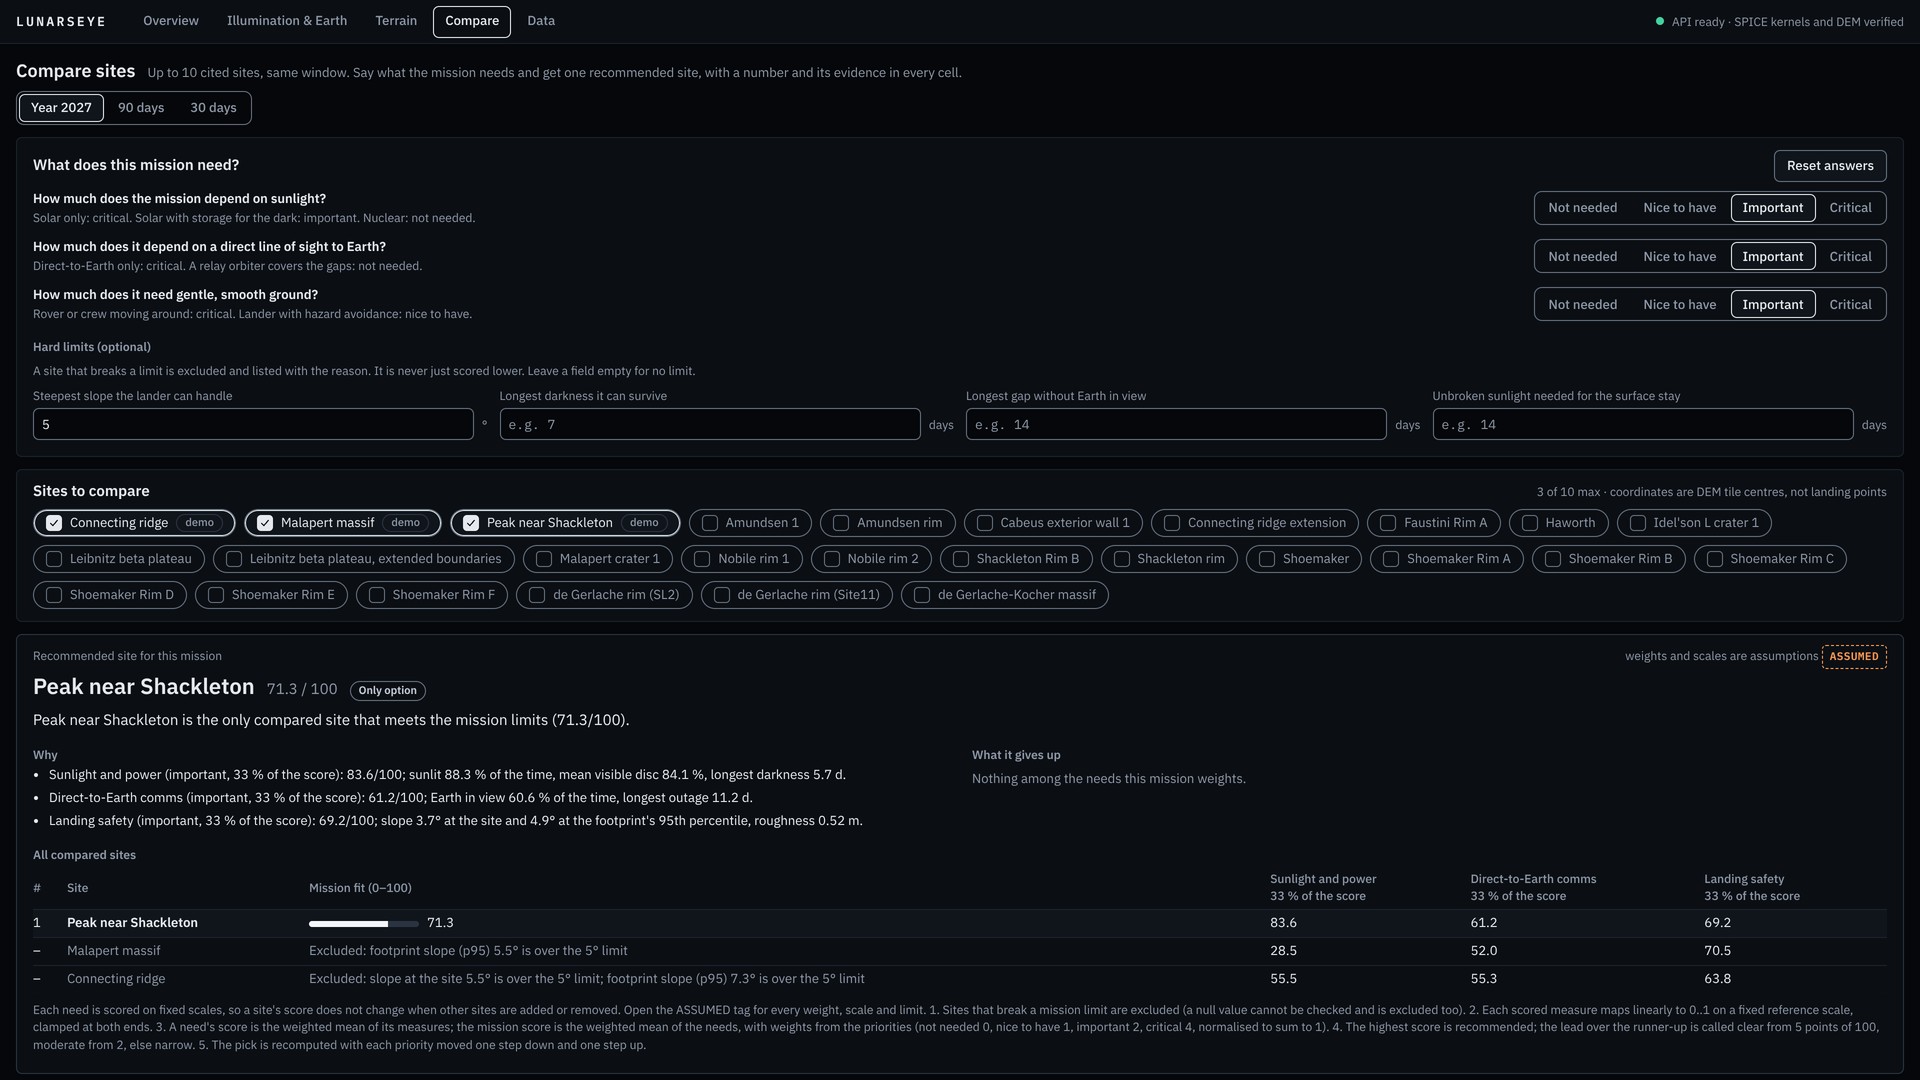 LUNARSEYE Overview Illumination & Earth Terrain Compare Data API ready · SPICE kernels and DEM verified
Compare sites Up to 10 cited sites, same window. Say what the mission needs and get one recommended site, with a number and its evidence in every cell.
Year 2027 90 days 30 days
What does this mission need? Reset answers
How much does the mission depend on sunlight?
Solar only: critical. Solar with storage for the dark: important. Nuclear: not needed.
Not needed Nice to have Important Critical
How much does it depend on a direct line of sight to Earth?
Direct-to-Earth only: critical. A relay orbiter covers the gaps: not needed.
Not needed Nice to have Important Critical
How much does it need gentle, smooth ground?
Rover or crew moving around: critical. Lander with hazard avoidance: nice to have.
Not needed Nice to have Important Critical
Hard limits (optional)
A site that breaks a limit is excluded and listed with the reason. It is never just scored lower. Leave a field empty for no limit.
Steepest slope the lander can handle Longest darkness it can survive Longest gap without Earth in view Unbroken sunlight needed for the surface stay
5 ° e.g. 7 days e.g. 14 days e.g. 14 days
Sites to compare 3 of 10 max · coordinates are DEM tile centres, not landing points
Connecting ridge demo Malapert massif demo Peak near Shackleton demo Amundsen 1 Amundsen rim Cabeus exterior wall 1 Connecting ridge extension Faustini Rim A Haworth Idel'son L crater 1
Leibnitz beta plateau Leibnitz beta plateau, extended boundaries Malapert crater 1 Nobile rim 1 Nobile rim 2 Shackleton Rim B Shackleton rim Shoemaker Shoemaker Rim A Shoemaker Rim B Shoemaker Rim C
Shoemaker Rim D Shoemaker Rim E Shoemaker Rim F de Gerlache rim (SL2) de Gerlache rim (Site11) de Gerlache-Kocher massif
Recommended site for this mission weights and scales are assumptions ASSUMED
Peak near Shackleton 71.3 / 100 Only option
Peak near Shackleton is the only compared site that meets the mission limits (71.3/100).
Why
• Sunlight and power (important, 33 % of the score): 83.6/100; sunlit 88.3 % of the time, mean visible disc 84.1 %, longest darkness 5.7 d.
• Direct-to-Earth comms (important, 33 % of the score): 61.2/100; Earth in view 60.6 % of the time, longest outage 11.2 d.
• Landing safety (important, 33 % of the score): 69.2/100; slope 3.7° at the site and 4.9° at the footprint's 95th percentile, roughness 0.52 m.
What it gives up
Nothing among the needs this mission weights.
All compared sites
# Site Mission fit (0–100) Sunlight and power 33 % of the score Direct-to-Earth comms 33 % of the score Landing safety 33 % of the score
1 Peak near Shackleton 71.3 83.6 61.2 69.2
– Malapert massif Excluded: footprint slope (p95) 5.5° is over the 5° limit 28.5 52.0 70.5
– Connecting ridge Excluded: slope at the site 5.5° is over the 5° limit; footprint slope (p95) 7.3° is over the 5° limit 55.5 55.3 63.8
Each need is scored on fixed scales, so a site's score does not change when other sites are added or removed. Open the ASSUMED tag for every weight, scale and limit. 1. Sites that break a mission limit are excluded (a null value cannot be checked and is excluded too). 2. Each scored measure maps linearly to 0..1 on a fixed reference scale,
clamped at both ends. 3. A need's score is the weighted mean of its measures; the mission score is the weighted mean of the needs, with weights from the priorities (not needed 0, nice to have 1, important 2, critical 4, normalised to sum to 1). 4. The highest score is recommended; the lead over the runner-up is called clear from 5 points of 100,
moderate from 2, else narrow. 5. The pick is recomputed with each priority moved one step down and one step up.